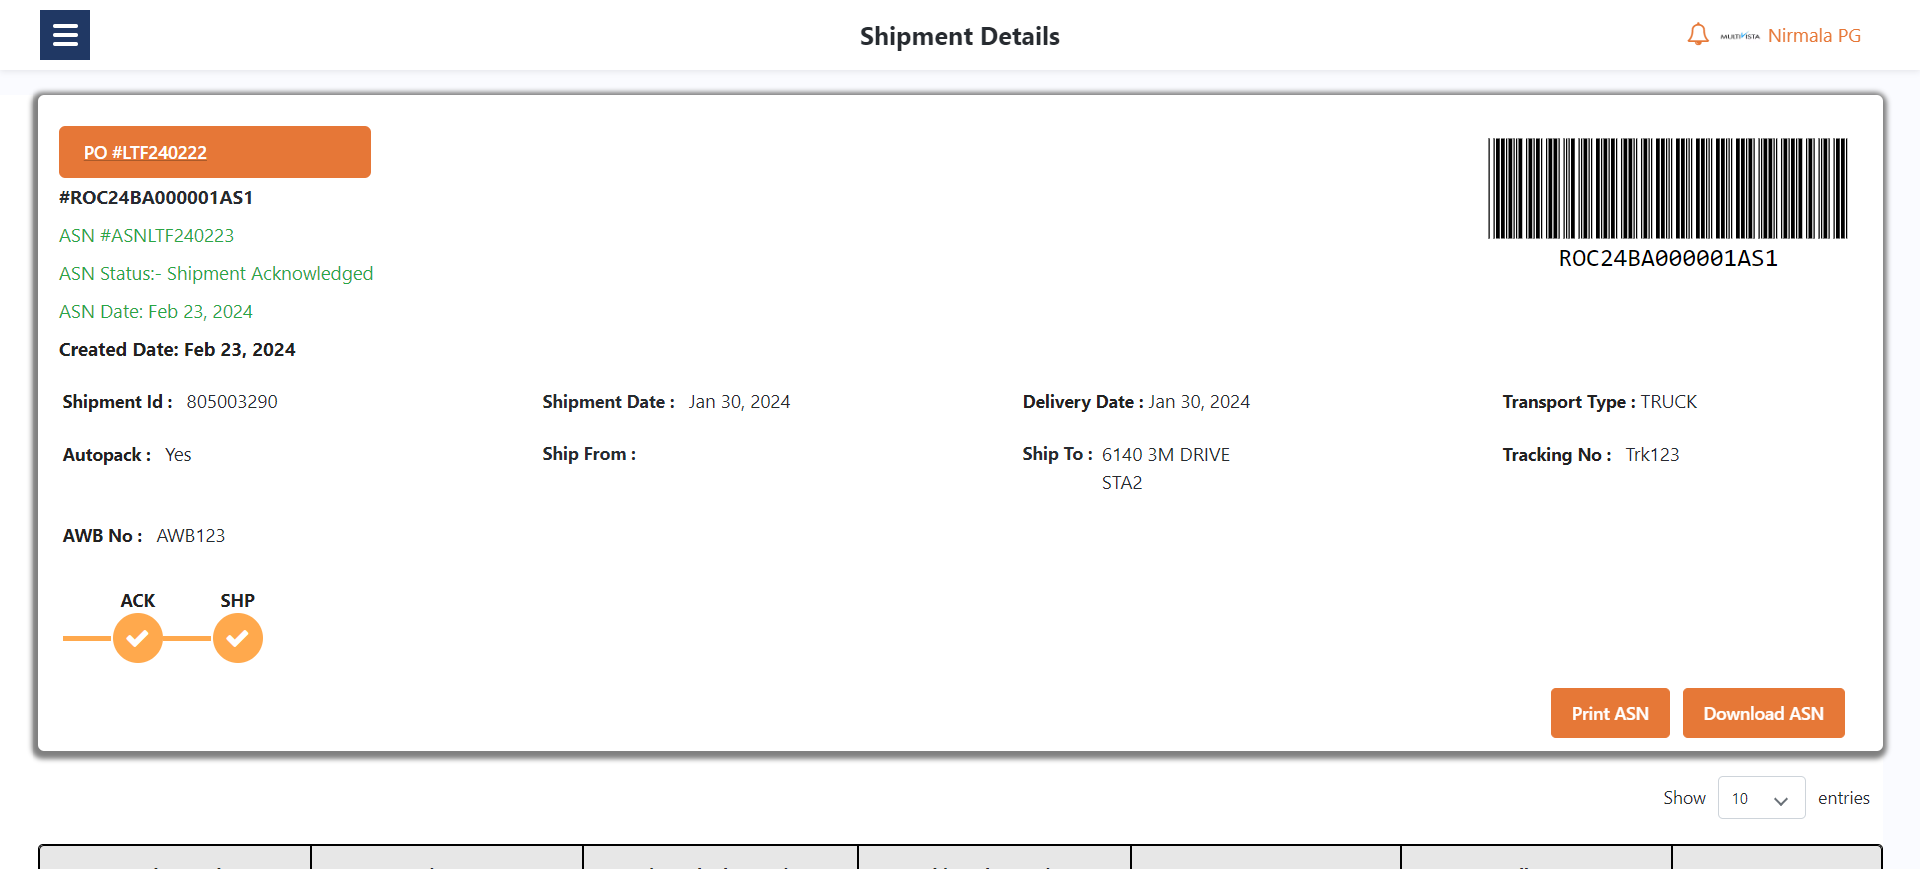 Shipment Details
MULTIVISTA
Nirmala PG
PO #LTF240222
#ROC24BA000001AS1
ASN #ASNLTF240223
ASN Status:- Shipment Acknowledged
ASN Date: Feb 23, 2024
Created Date: Feb 23, 2024
ROC24BA000001AS1
Shipment Id : 805003290
Shipment Date : Jan 30, 2024
Delivery Date : Jan 30, 2024
Transport Type : TRUCK
Autopack : Yes
Ship From :
Ship To : 6140 3M DRIVE
STA2
Tracking No : Trk123
AWB No : AWB123
ACK
SHP
Print ASN
Download ASN
Show 10 entries